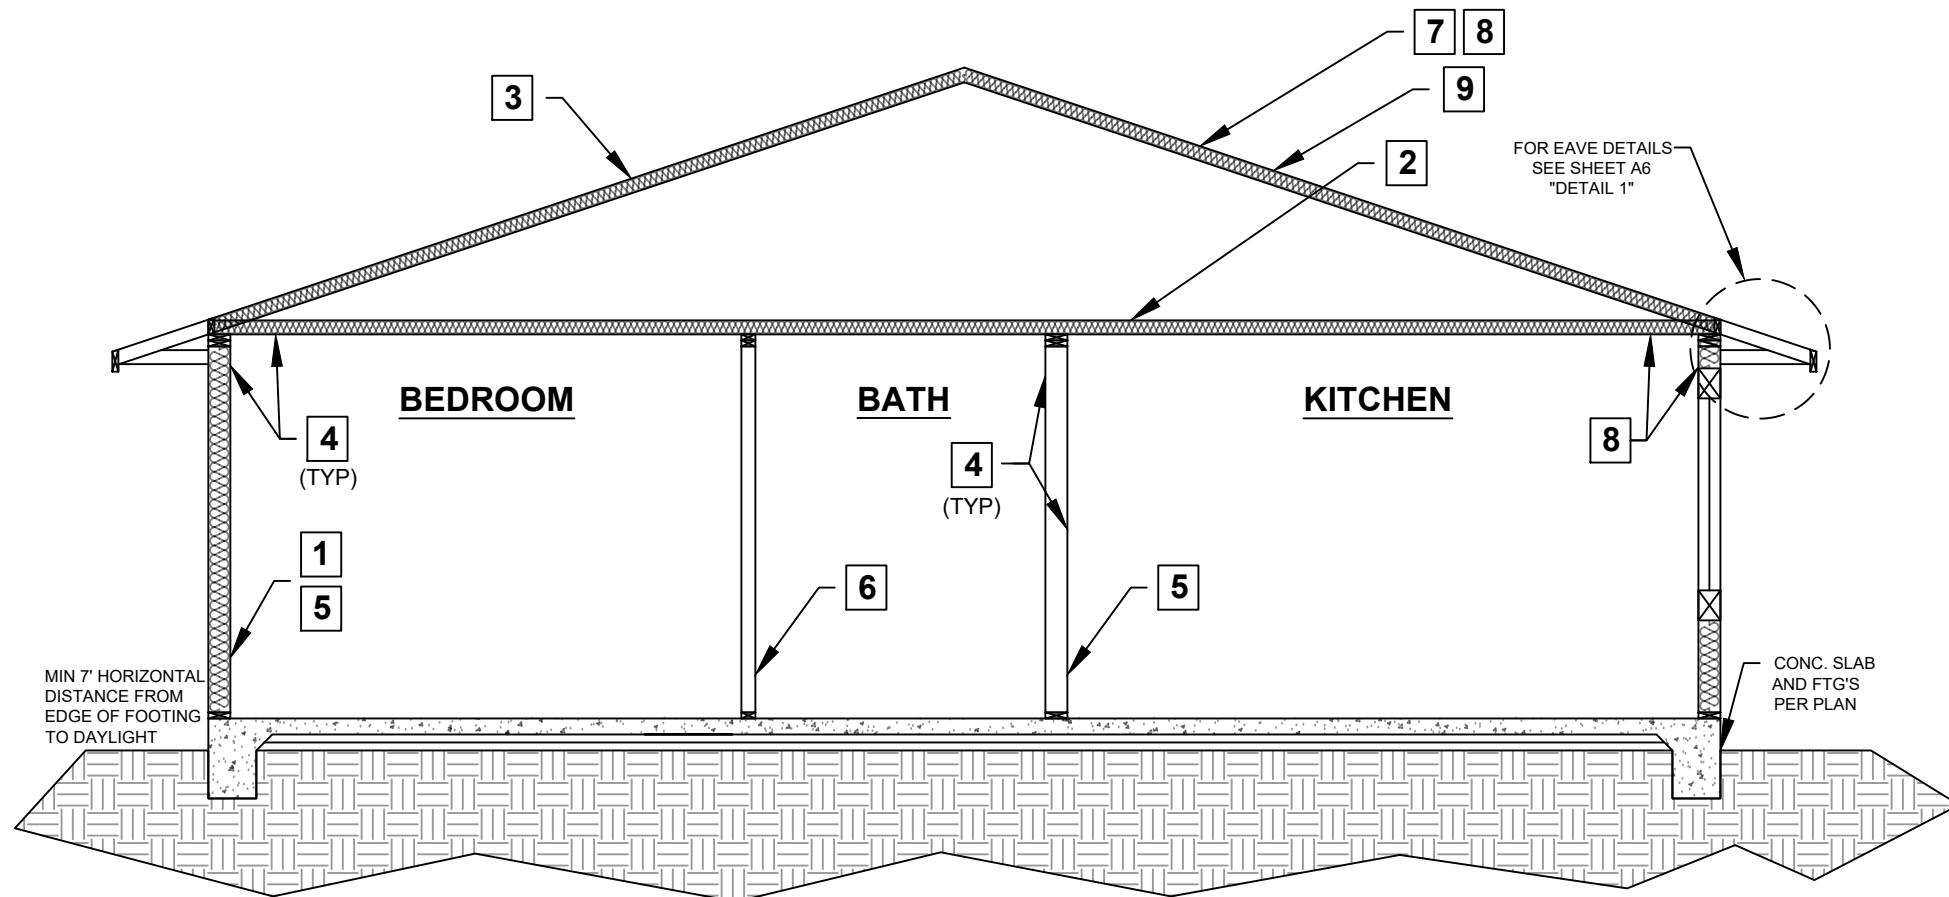 7 8
3
9
FOR EAVE DETAILS
SEE SHEET A6
"DETAIL 1"
2
BEDROOM
BATH
KITCHEN
4
(TYP)
4
(TYP)
8
1
5
6
5
MIN 7' HORIZONTAL
DISTANCE FROM
EDGE OF FOOTING
TO DAYLIGHT
CONC. SLAB
AND FTG'S
PER PLAN